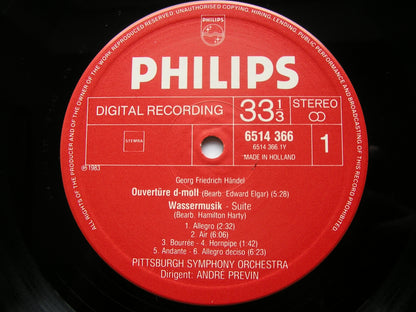 ALL RIGHTS OF THE PRODUCER AND OF THE OWNER OF THE WORK REPRODUCED RESERVED. UNAUTHORISED COPYING, HIRING, LENDING, PUBLIC PERFORMANCE AND BROADCASTING OF THIS RECORD PROHIBITED
PHILIPS
PHILIPS
DIGITAL RECORDING
33 1/3
STEREO
STEMRA
6514 366
6514 366.1Y
MADE IN HOLLAND
1
℗1983
Georg Friedrich Händel
Ouvertüre d-moll (Bearb. Edward Elgar) (5:28)
Wassermusik - Suite
(Bearb. Hamilton Harty)
1. Allegro (2:32)
2. Air (6:06)
3. Bourrée - 4. Hornpipe (1:42)
5. Andante - 6. Allegro deciso (6:23)
PITTSBURGH SYMPHONY ORCHESTRA
Dirigent: ANDRÉ PREVIN